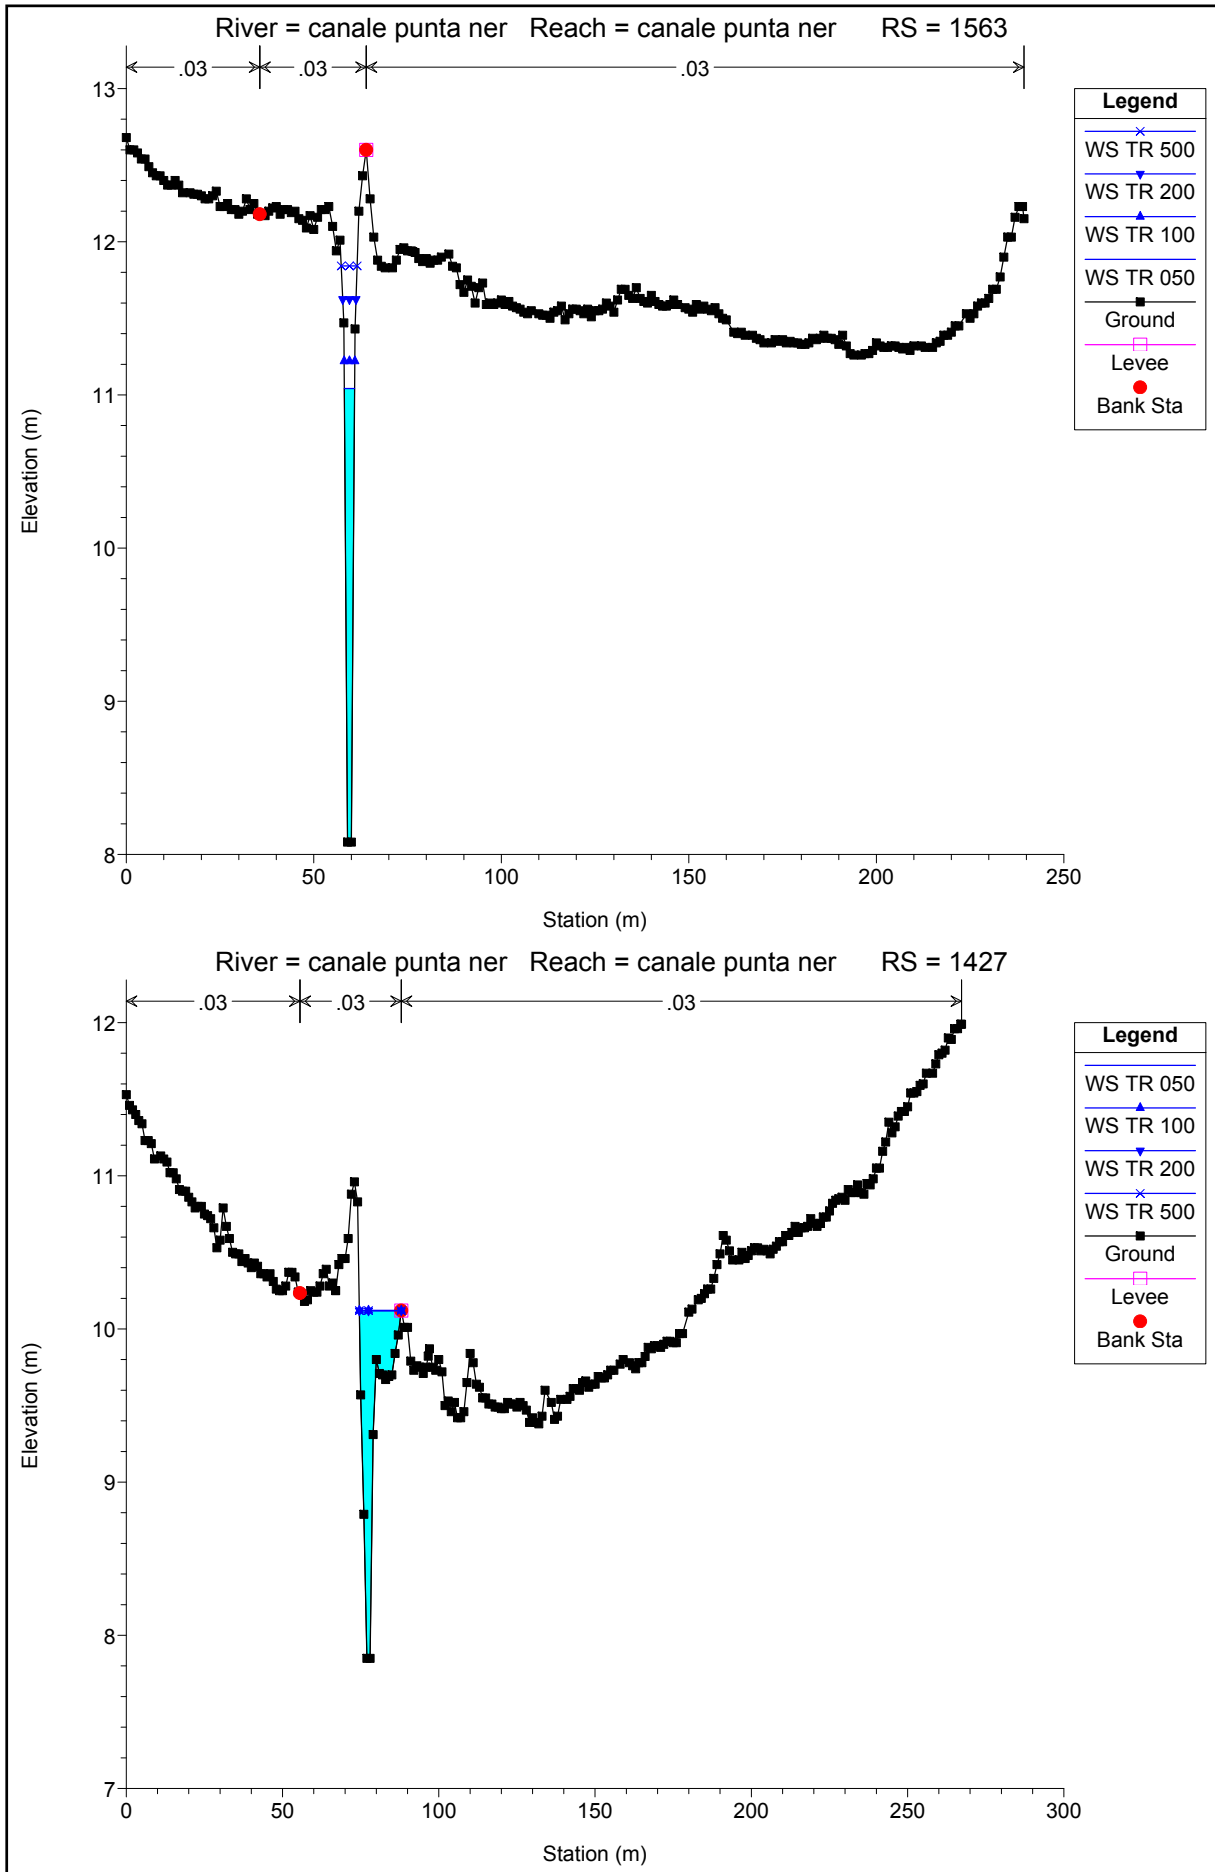 River = canale punta ner Reach = canale punta ner RS = 1563
.03 .03 .03
13
12
11
10
9
8
Elevation (m)
0 50 100 150 200 250
Station (m)
Legend
WS TR 500
WS TR 200
WS TR 100
WS TR 050
Ground
Levee
Bank Sta
River = canale punta ner Reach = canale punta ner RS = 1427
.03 .03 .03
12
11
10
9
8
7
Elevation (m)
0 50 100 150 200 250 300
Station (m)
Legend
WS TR 050
WS TR 100
WS TR 200
WS TR 500
Ground
Levee
Bank Sta